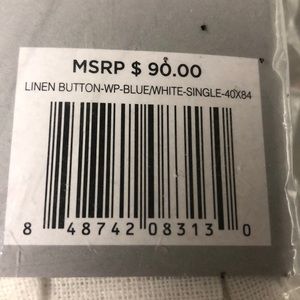 MSRP $ 90.00
LINEN BUTTON-WP-BLUE/WHITE-SINGLE-40X84
8 48742 08313 0